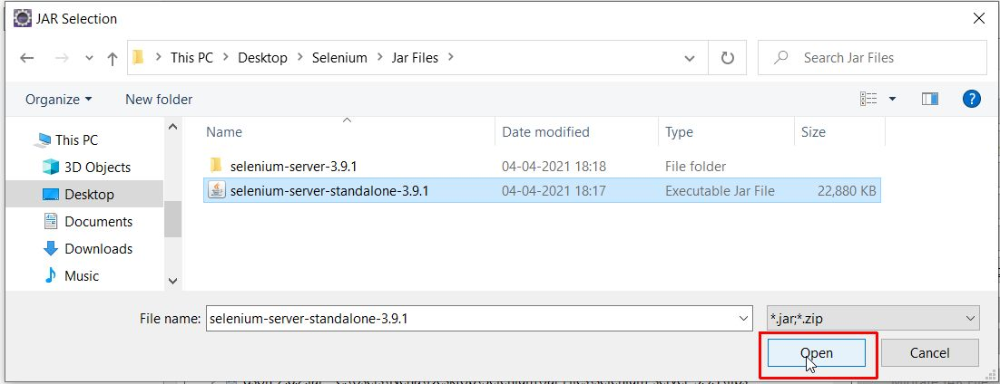 JAR Selection
This PC > Desktop > Selenium > Jar Files >
Search Jar Files
Organize
New folder
?
This PC
3D Objects
Desktop
Documents
Downloads
Music
Name Date modified Type Size
selenium-server-3.9.1 04-04-2021 18:18 File folder
selenium-server-standalone-3.9.1 04-04-2021 18:17 Executable Jar File 22,880 KB
File name: selenium-server-standalone-3.9.1
*.jar;*.zip
Open
Cancel